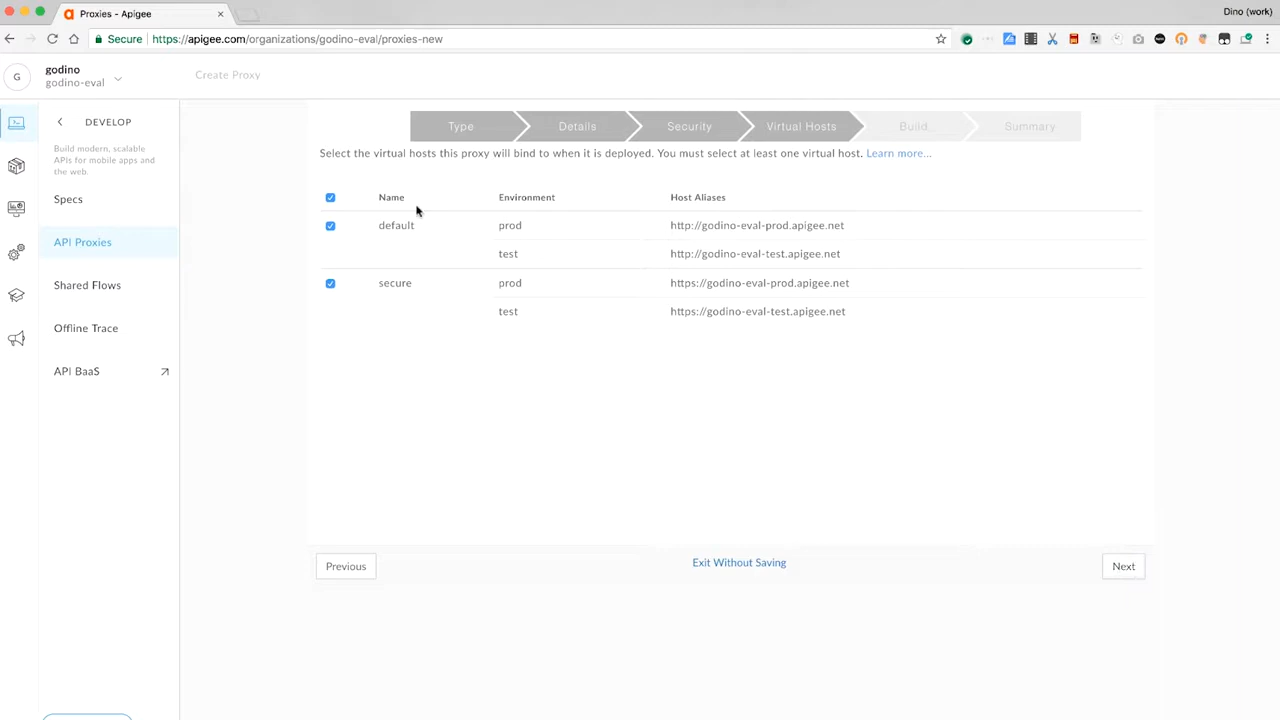 Proxies - Apigee
Dino (work)
Secure
https://apigee.com/organizations/godino-eval/proxies-new
G
godino
godino-eval
Create Proxy
DEVELOP
Build modern, scalable
APIs for mobile apps and
the web.
Specs
API Proxies
Shared Flows
Offline Trace
API BaaS
Type
Details
Security
Virtual Hosts
Build
Summary
Select the virtual hosts this proxy will bind to when it is deployed. You must select at least one virtual host. Learn more...
Name Environment Host Aliases
default prod http://godino-eval-prod.apigee.net
test http://godino-eval-test.apigee.net
secure prod https://godino-eval-prod.apigee.net
test https://godino-eval-test.apigee.net
Previous
Exit Without Saving
Next